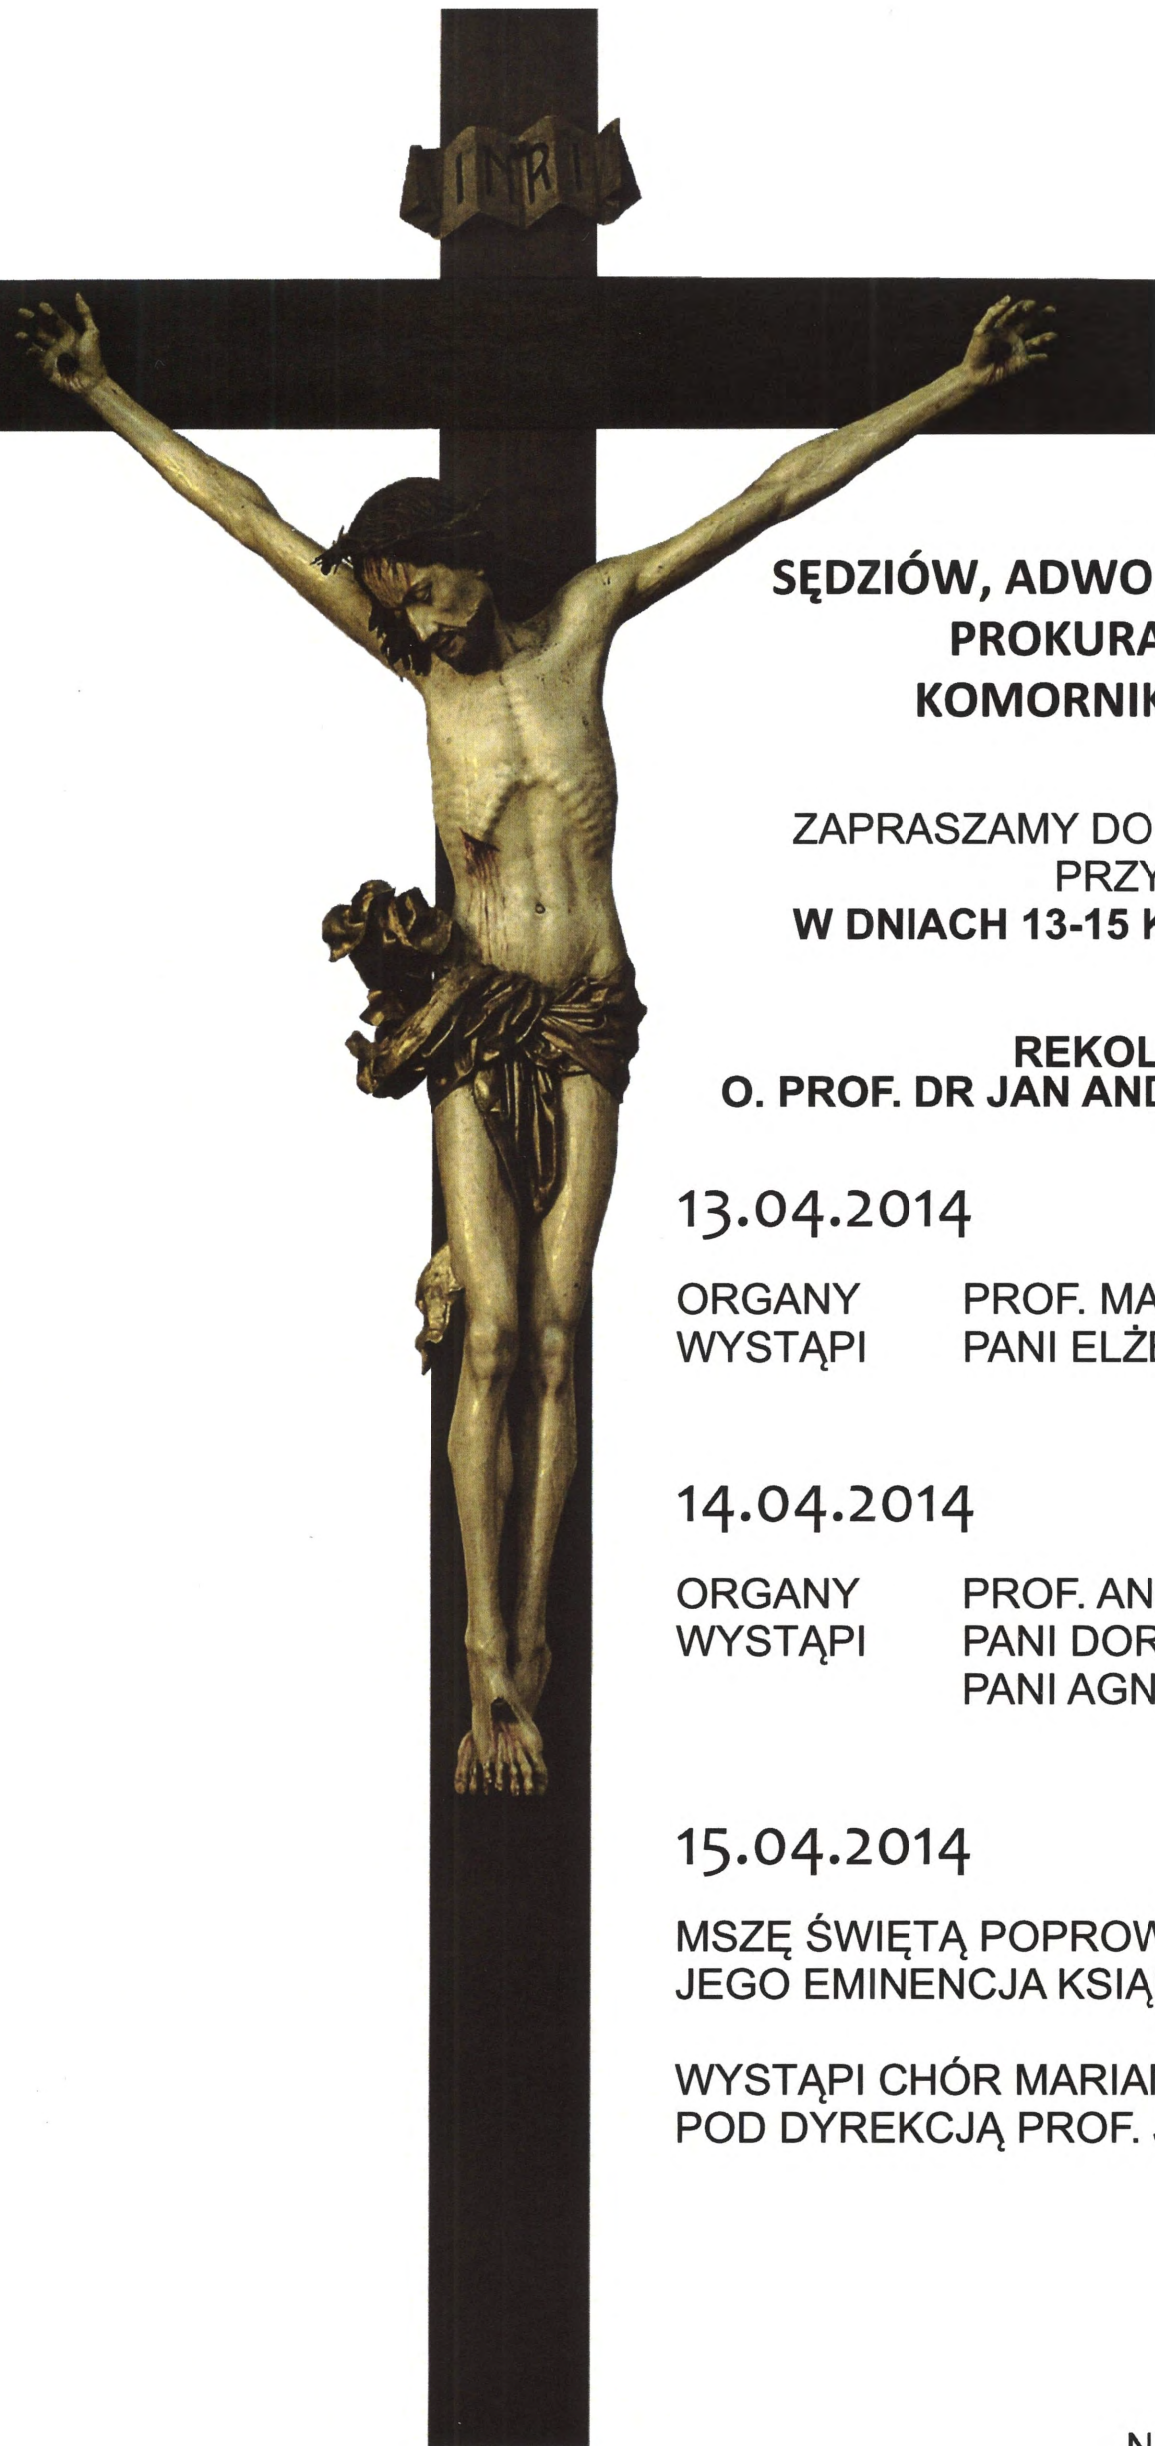 INRI
SĘDZIÓW, ADWO
PROKURA
KOMORNIK
ZAPRASZAMY DO
PRZY
W DNIACH 13-15 K
REKOL
O. PROF. DR JAN AND
13.04.2014
ORGANY PROF. MA
WYSTĄPI PANI ELŻB
14.04.2014
ORGANY PROF. AN
WYSTĄPI PANI DOR
PANI AGN
15.04.2014
MSZĘ ŚWIĘTĄ POPROW
JEGO EMINENCJA KSIĄ
WYSTĄPI CHÓR MARIAN
POD DYREKCJĄ PROF. J
N